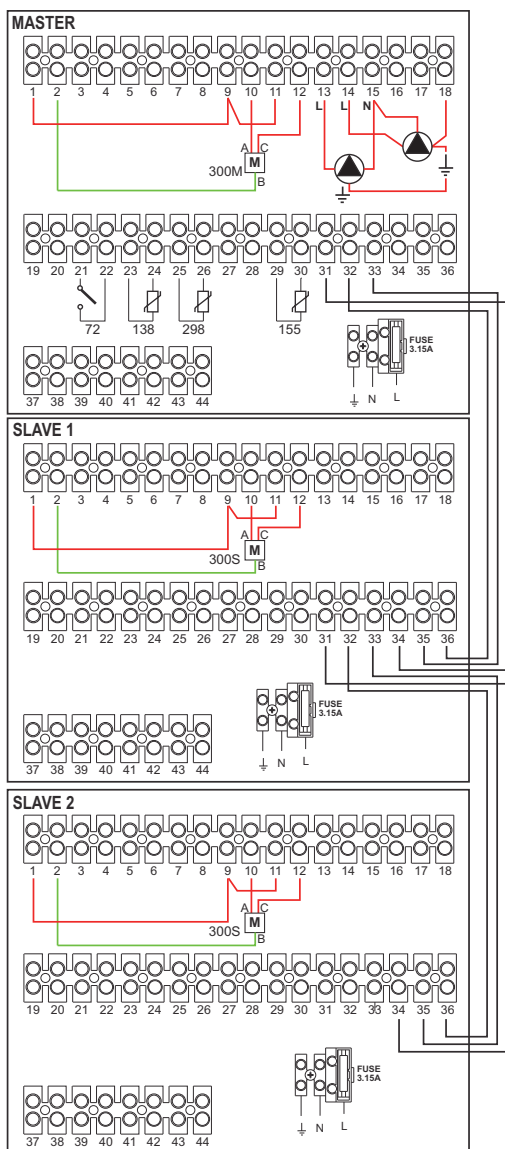 MASTER
1 2 3 4 5 6 7 8 9 10 11 12 13 14 15 16 17 18
L L N
A C
M
300M
B
19 20 21 22 23 24 25 26 27 28 29 30 31 32 33 34 35 36
72 138 298 155
FUSE
3.15A
N L
37 38 39 40 41 42 43 44
SLAVE 1
1 2 3 4 5 6 7 8 9 10 11 12 13 14 15 16 17 18
A C
M
300S
B
19 20 21 22 23 24 25 26 27 28 29 30 31 32 33 34 35 36
FUSE
3.15A
N L
37 38 39 40 41 42 43 44
SLAVE 2
1 2 3 4 5 6 7 8 9 10 11 12 13 14 15 16 17 18
A C
M
300S
B
19 20 21 22 23 24 25 26 27 28 29 30 31 32 33 34 35 36
FUSE
3.15A
N L
37 38 39 40 41 42 43 44